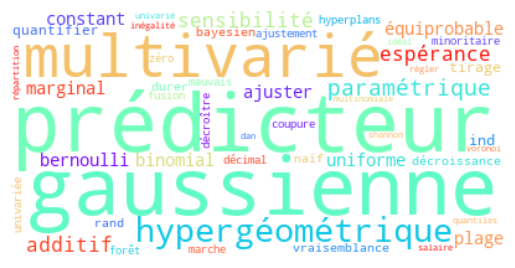 univarié
constant sensibilité hyperplans
inégalité
quantifier bayesien ajustement équiprobable
multivarié minoritaire
zéro idéal espérance
répartition durer mauvais régler tirage
marginal fusion ajuster paramétrique
multinomiale
prédicteur
décroître coupure
dan shannon ind
voronoi
bernoulli binomial décimal naïf uniforme décroissance
gaussienne
univariée
rand hypergéométrique quantiles
additif forêt marche vraisemblance salaire plage